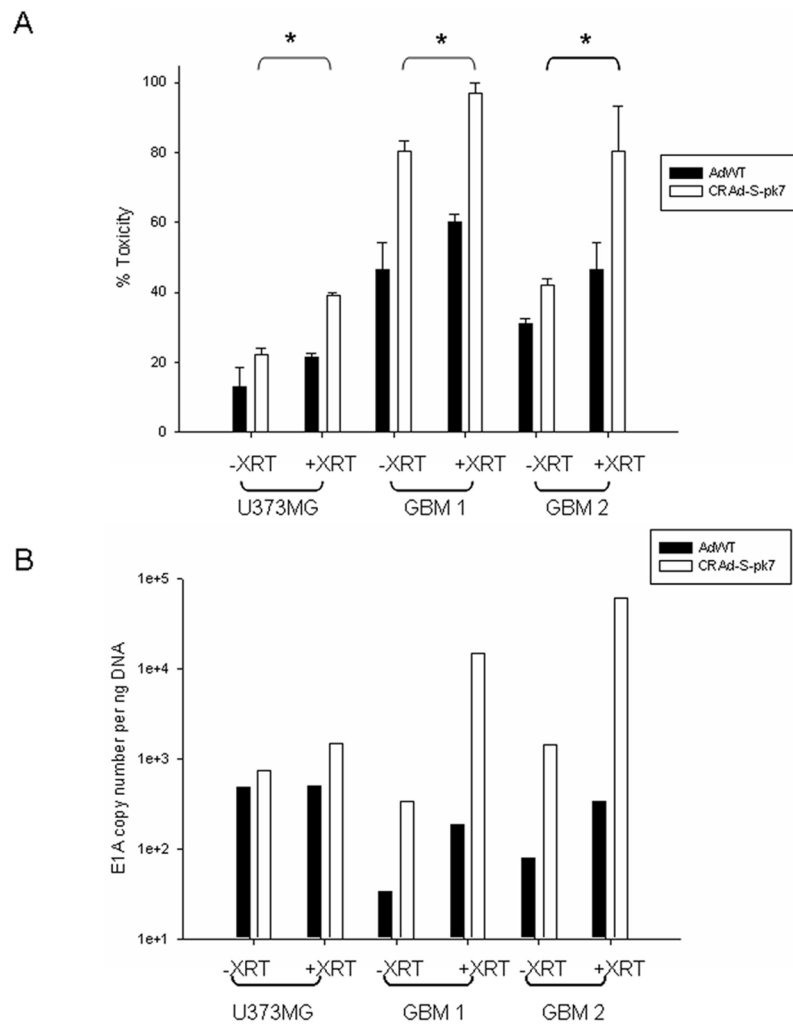 A
* * *
100
80
60
40
20
0
% Toxicity
AdWT
CRAd-S-pk7
-XRT +XRT -XRT +XRT -XRT +XRT
U373MG GBM 1 GBM 2
B
AdWT
CRAd-S-pk7
1e+5
1e+4
1e+3
1e+2
1e+1
E1A copy number per ng DNA
-XRT +XRT -XRT +XRT -XRT +XRT
U373MG GBM 1 GBM 2